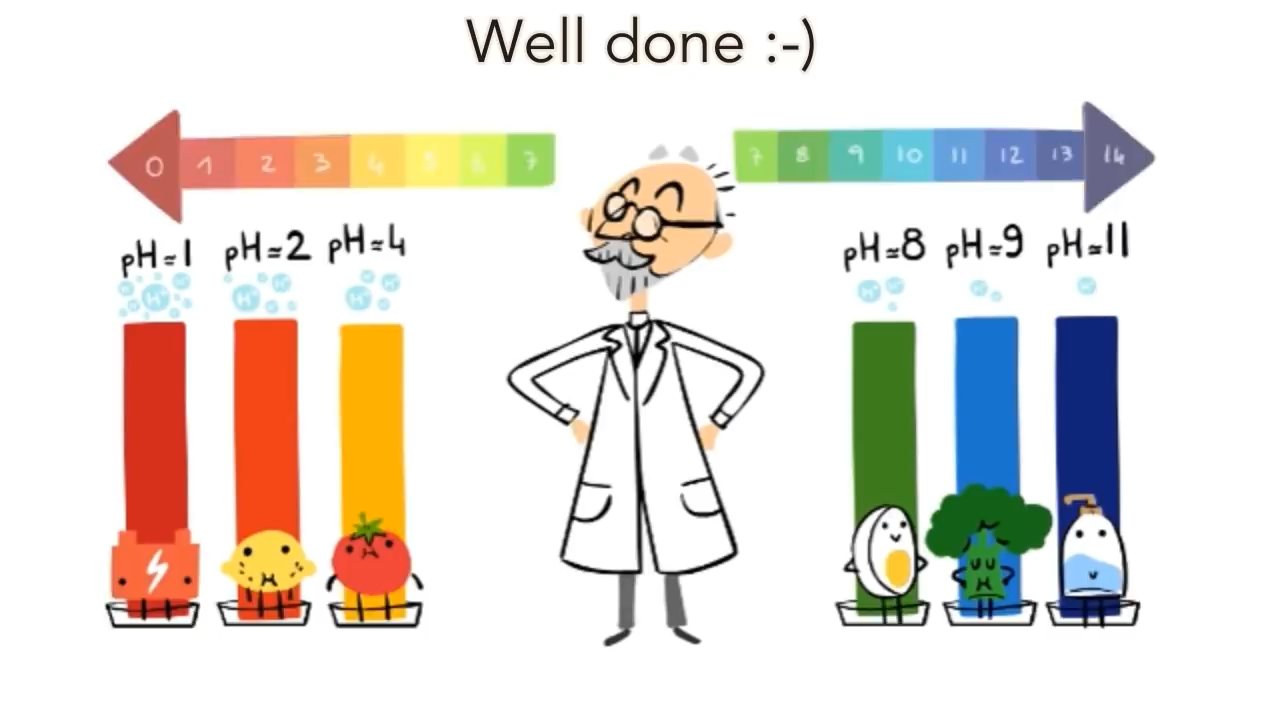 Well done :-)
0 1 2 3 4 5 6 7
7 8 9 10 11 12 13 14
pH≈1 pH≈2 pH≈4
pH≈8 pH≈9 pH≈11
H+ H+ H+
H+